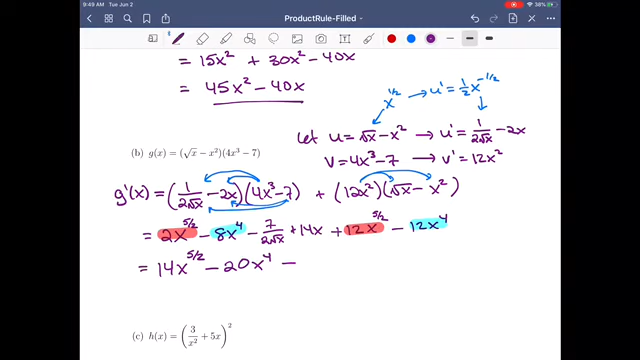 9:49 AM Tue Jun 2
ProductRule-Filled
38%
= 15x² + 30x² − 40x
= 45x² − 40x
x^{1/2} → u' = 1/2 x^{−1/2}
(b) g(x) = (√x − x²)(4x³ − 7)
let u = √x − x² → u' = 1/(2√x) − 2x
v = 4x³ − 7 → v' = 12x²
g'(x) = (1/(2√x) − 2x)(4x³ − 7) + (12x²)(√x − x²)
= 2x^{5/2} − 8x⁴ − 7/(2√x) + 14x + 12x^{5/2} − 12x⁴
= 14x^{5/2} − 20x⁴ −
(c) h(x) = (3/x² + 5x)²